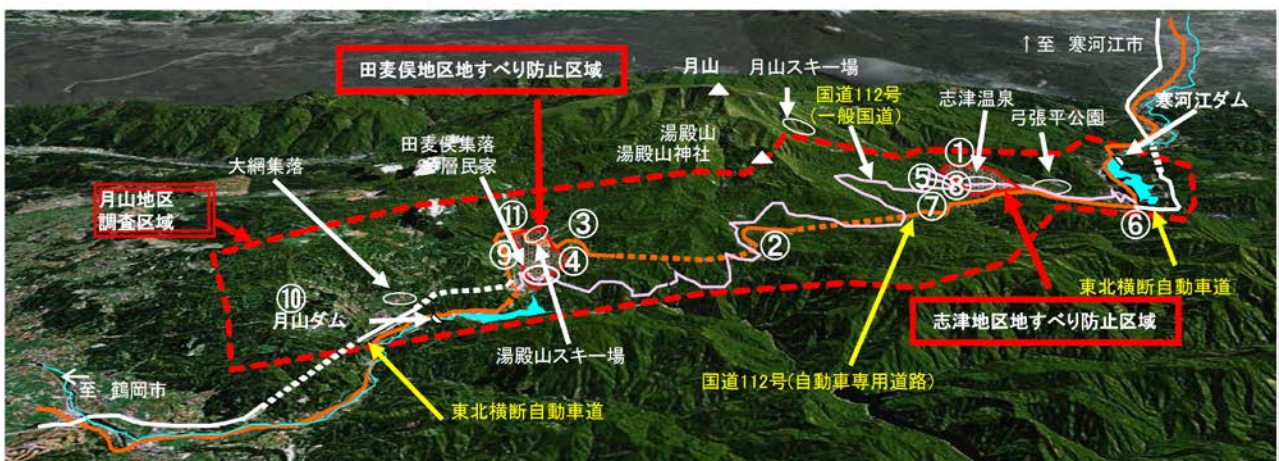 ↑至 寒河江市
田麦俣地区地すべり防止区域
月山
月山スキー場
国道112号
(一般国道)
志津温泉
寒河江ダム
弓張平公園
湯殿山
湯殿山神社
田麦俣集落
多層民家
大網集落
月山地区
調査区域
①
⑤
⑧
⑦
⑥
⑪
③
②
⑨
④
⑩
月山ダム
東北横断自動車道
志津地区地すべり防止区域
湯殿山スキー場
国道112号(自動車専用道路)
至 鶴岡市
東北横断自動車道